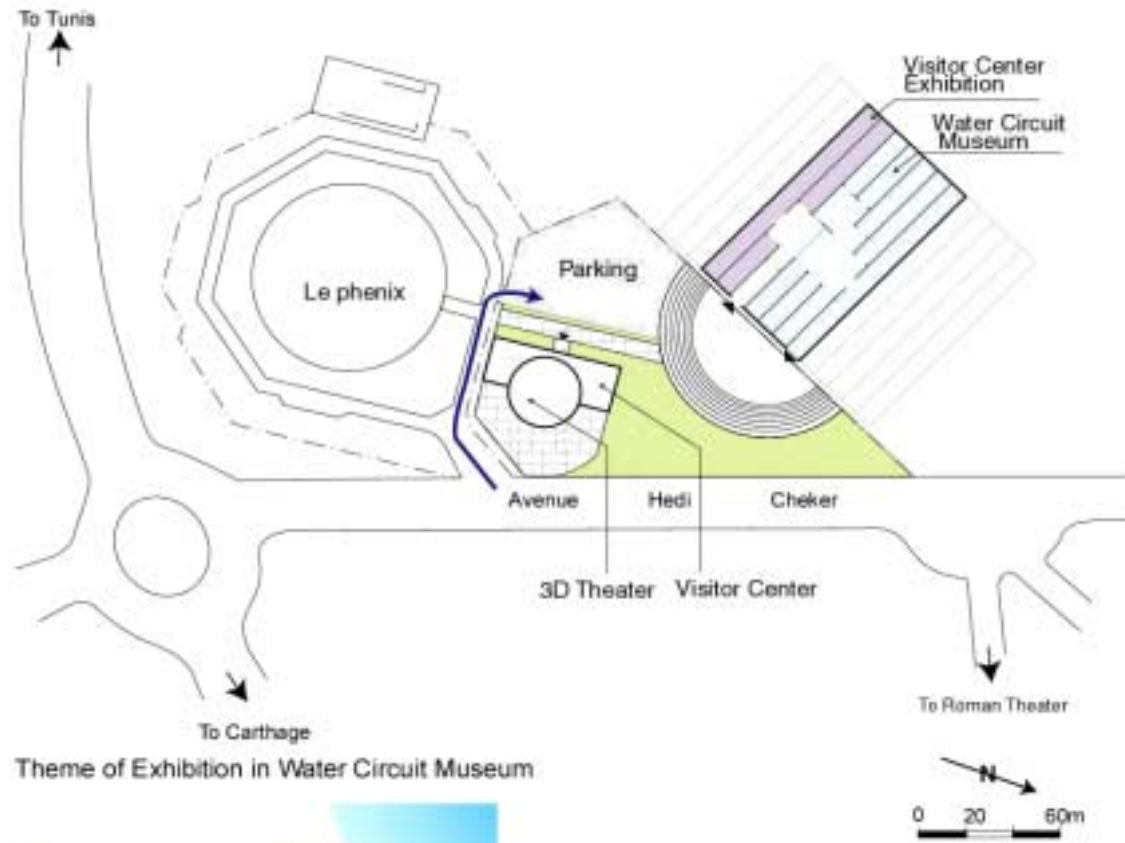 To Tunis
Visitor Center
Exhibition
Water Circuit
Museum
Parking
Le phenix
Avenue Hedi Cheker
3D Theater Visitor Center
To Roman Theater
To Carthage
Theme of Exhibition in Water Circuit Museum
N
0 20 60m